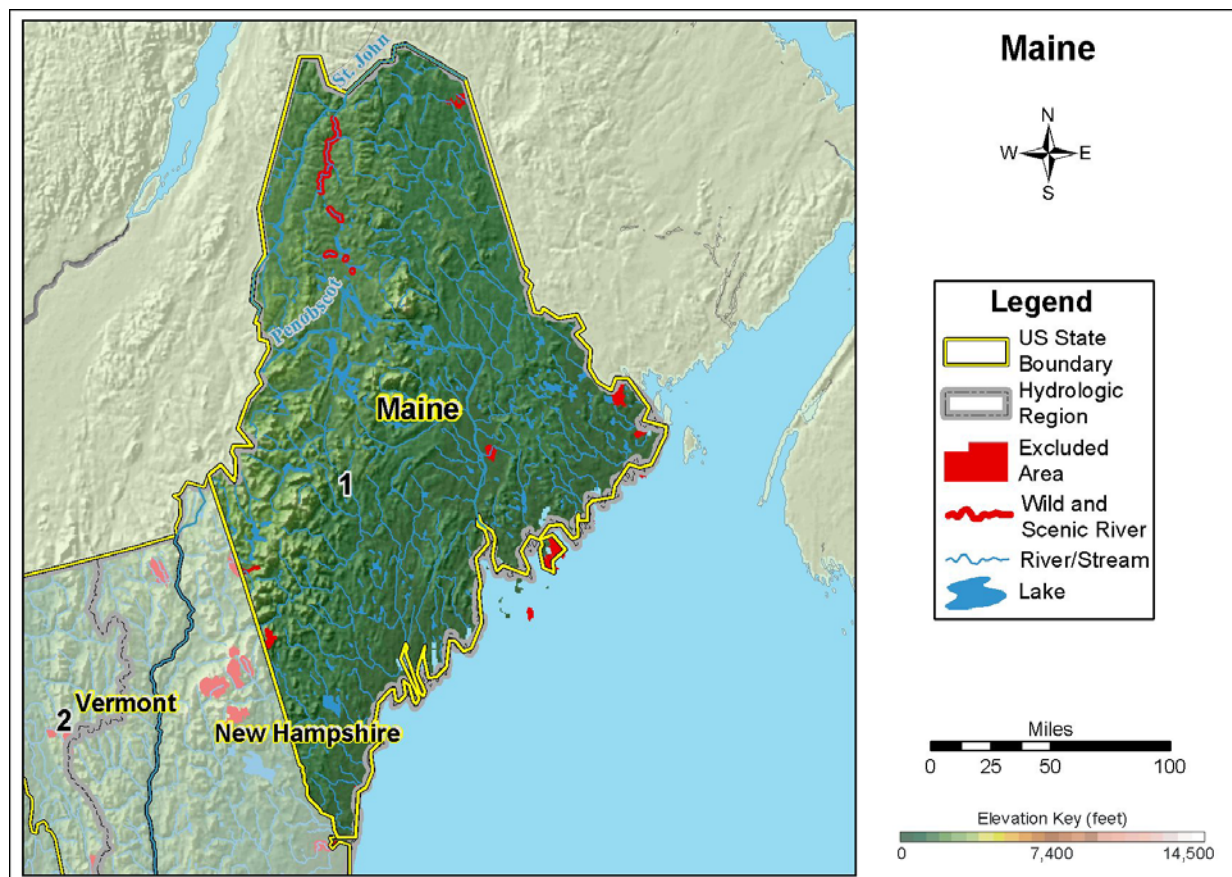 Maine
N
W E
S
St. John
Penobscot
Maine
1
2
Vermont
New Hampshire
Legend
US State
Boundary
Hydrologic
Region
Excluded
Area
Wild and
Scenic River
River/Stream
Lake
Miles
0 25 50 100
Elevation Key (feet)
0 7,400 14,500